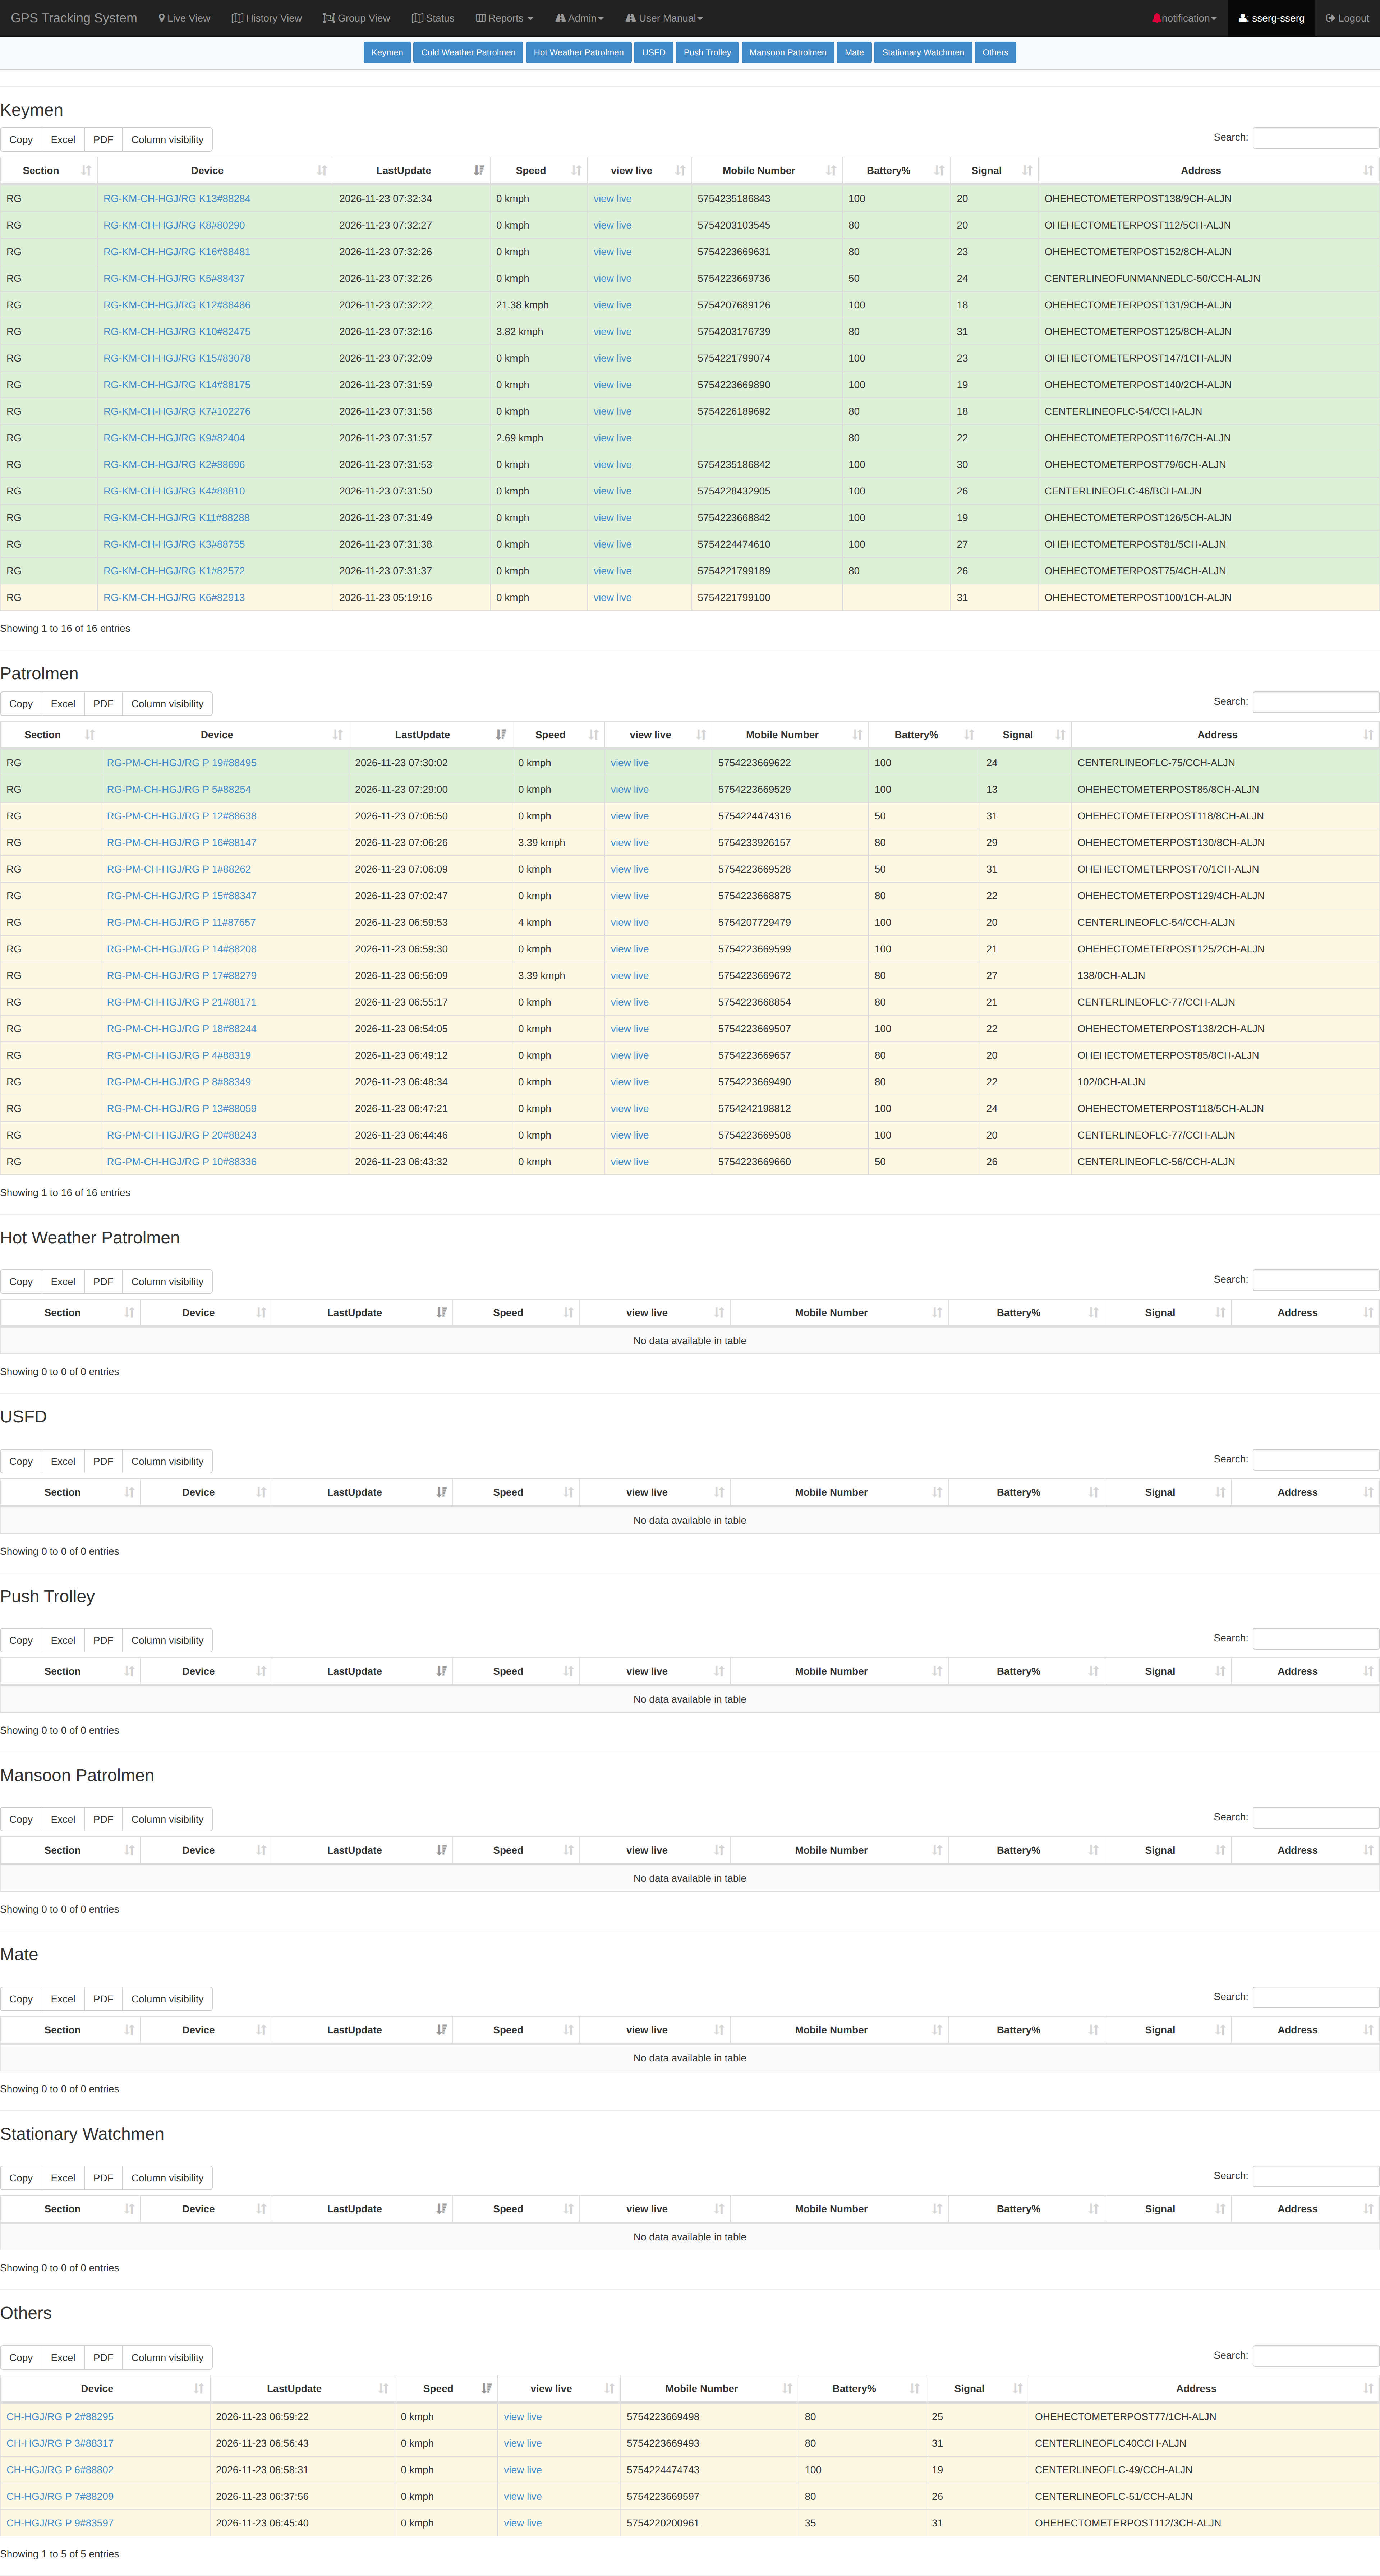 GPS Tracking System Live View History View Group View Status Reports Admin User Manual notification : sserg-sserg Logout
Keymen Cold Weather Patrolmen Hot Weather Patrolmen USFD Push Trolley Mansoon Patrolmen Mate Stationary Watchmen Others
Keymen
Copy Excel PDF Column visibility Search:
Section Device LastUpdate Speed view live Mobile Number Battery% Signal Address
RG RG-KM-CH-HGJ/RG K13#88284 2026-11-23 07:32:34 0 kmph view live 5754235186843 100 20 OHEHECTOMETERPOST138/9CH-ALJN
RG RG-KM-CH-HGJ/RG K8#80290 2026-11-23 07:32:27 0 kmph view live 5754203103545 80 20 OHEHECTOMETERPOST112/5CH-ALJN
RG RG-KM-CH-HGJ/RG K16#88481 2026-11-23 07:32:26 0 kmph view live 5754223669631 80 23 OHEHECTOMETERPOST152/8CH-ALJN
RG RG-KM-CH-HGJ/RG K5#88437 2026-11-23 07:32:26 0 kmph view live 5754223669736 50 24 CENTERLINEOFUNMANNEDLC-50/CCH-ALJN
RG RG-KM-CH-HGJ/RG K12#88486 2026-11-23 07:32:22 21.38 kmph view live 5754207689126 100 18 OHEHECTOMETERPOST131/9CH-ALJN
RG RG-KM-CH-HGJ/RG K10#82475 2026-11-23 07:32:16 3.82 kmph view live 5754203176739 80 31 OHEHECTOMETERPOST125/8CH-ALJN
RG RG-KM-CH-HGJ/RG K15#83078 2026-11-23 07:32:09 0 kmph view live 5754221799074 100 23 OHEHECTOMETERPOST147/1CH-ALJN
RG RG-KM-CH-HGJ/RG K14#88175 2026-11-23 07:31:59 0 kmph view live 5754223669890 100 19 OHEHECTOMETERPOST140/2CH-ALJN
RG RG-KM-CH-HGJ/RG K7#102276 2026-11-23 07:31:58 0 kmph view live 5754226189692 80 18 CENTERLINEOFLC-54/CCH-ALJN
RG RG-KM-CH-HGJ/RG K9#82404 2026-11-23 07:31:57 2.69 kmph view live 80 22 OHEHECTOMETERPOST116/7CH-ALJN
RG RG-KM-CH-HGJ/RG K2#88696 2026-11-23 07:31:53 0 kmph view live 5754235186842 100 30 OHEHECTOMETERPOST79/6CH-ALJN
RG RG-KM-CH-HGJ/RG K4#88810 2026-11-23 07:31:50 0 kmph view live 5754228432905 100 26 CENTERLINEOFLC-46/BCH-ALJN
RG RG-KM-CH-HGJ/RG K11#88288 2026-11-23 07:31:49 0 kmph view live 5754223668842 100 19 OHEHECTOMETERPOST126/5CH-ALJN
RG RG-KM-CH-HGJ/RG K3#88755 2026-11-23 07:31:38 0 kmph view live 5754224474610 100 27 OHEHECTOMETERPOST81/5CH-ALJN
RG RG-KM-CH-HGJ/RG K1#82572 2026-11-23 07:31:37 0 kmph view live 5754221799189 80 26 OHEHECTOMETERPOST75/4CH-ALJN
RG RG-KM-CH-HGJ/RG K6#82913 2026-11-23 05:19:16 0 kmph view live 5754221799100 31 OHEHECTOMETERPOST100/1CH-ALJN
Showing 1 to 16 of 16 entries
Patrolmen
Copy Excel PDF Column visibility Search:
Section Device LastUpdate Speed view live Mobile Number Battery% Signal Address
RG RG-PM-CH-HGJ/RG P 19#88495 2026-11-23 07:30:02 0 kmph view live 5754223669622 100 24 CENTERLINEOFLC-75/CCH-ALJN
RG RG-PM-CH-HGJ/RG P 5#88254 2026-11-23 07:29:00 0 kmph view live 5754223669529 100 13 OHEHECTOMETERPOST85/8CH-ALJN
RG RG-PM-CH-HGJ/RG P 12#88638 2026-11-23 07:06:50 0 kmph view live 5754224474316 50 31 OHEHECTOMETERPOST118/8CH-ALJN
RG RG-PM-CH-HGJ/RG P 16#88147 2026-11-23 07:06:26 3.39 kmph view live 5754233926157 80 29 OHEHECTOMETERPOST130/8CH-ALJN
RG RG-PM-CH-HGJ/RG P 1#88262 2026-11-23 07:06:09 0 kmph view live 5754223669528 50 31 OHEHECTOMETERPOST70/1CH-ALJN
RG RG-PM-CH-HGJ/RG P 15#88347 2026-11-23 07:02:47 0 kmph view live 5754223668875 80 22 OHEHECTOMETERPOST129/4CH-ALJN
RG RG-PM-CH-HGJ/RG P 11#87657 2026-11-23 06:59:53 4 kmph view live 5754207729479 100 20 CENTERLINEOFLC-54/CCH-ALJN
RG RG-PM-CH-HGJ/RG P 14#88208 2026-11-23 06:59:30 0 kmph view live 5754223669599 100 21 OHEHECTOMETERPOST125/2CH-ALJN
RG RG-PM-CH-HGJ/RG P 17#88279 2026-11-23 06:56:09 3.39 kmph view live 5754223669672 80 27 138/0CH-ALJN
RG RG-PM-CH-HGJ/RG P 21#88171 2026-11-23 06:55:17 0 kmph view live 5754223668854 80 21 CENTERLINEOFLC-77/CCH-ALJN
RG RG-PM-CH-HGJ/RG P 18#88244 2026-11-23 06:54:05 0 kmph view live 5754223669507 100 22 OHEHECTOMETERPOST138/2CH-ALJN
RG RG-PM-CH-HGJ/RG P 4#88319 2026-11-23 06:49:12 0 kmph view live 5754223669657 80 20 OHEHECTOMETERPOST85/8CH-ALJN
RG RG-PM-CH-HGJ/RG P 8#88349 2026-11-23 06:48:34 0 kmph view live 5754223669490 80 22 102/0CH-ALJN
RG RG-PM-CH-HGJ/RG P 13#88059 2026-11-23 06:47:21 0 kmph view live 5754242198812 100 24 OHEHECTOMETERPOST118/5CH-ALJN
RG RG-PM-CH-HGJ/RG P 20#88243 2026-11-23 06:44:46 0 kmph view live 5754223669508 100 20 CENTERLINEOFLC-77/CCH-ALJN
RG RG-PM-CH-HGJ/RG P 10#88336 2026-11-23 06:43:32 0 kmph view live 5754223669660 50 26 CENTERLINEOFLC-56/CCH-ALJN
Showing 1 to 16 of 16 entries
Hot Weather Patrolmen
Copy Excel PDF Column visibility Search:
Section Device LastUpdate Speed view live Mobile Number Battery% Signal Address
No data available in table
Showing 0 to 0 of 0 entries
USFD
Copy Excel PDF Column visibility Search:
Section Device LastUpdate Speed view live Mobile Number Battery% Signal Address
No data available in table
Showing 0 to 0 of 0 entries
Push Trolley
Copy Excel PDF Column visibility Search:
Section Device LastUpdate Speed view live Mobile Number Battery% Signal Address
No data available in table
Showing 0 to 0 of 0 entries
Mansoon Patrolmen
Copy Excel PDF Column visibility Search:
Section Device LastUpdate Speed view live Mobile Number Battery% Signal Address
No data available in table
Showing 0 to 0 of 0 entries
Mate
Copy Excel PDF Column visibility Search:
Section Device LastUpdate Speed view live Mobile Number Battery% Signal Address
No data available in table
Showing 0 to 0 of 0 entries
Stationary Watchmen
Copy Excel PDF Column visibility Search:
Section Device LastUpdate Speed view live Mobile Number Battery% Signal Address
No data available in table
Showing 0 to 0 of 0 entries
Others
Copy Excel PDF Column visibility Search:
Device LastUpdate Speed view live Mobile Number Battery% Signal Address
CH-HGJ/RG P 2#88295 2026-11-23 06:59:22 0 kmph view live 5754223669498 80 25 OHEHECTOMETERPOST77/1CH-ALJN
CH-HGJ/RG P 3#88317 2026-11-23 06:56:43 0 kmph view live 5754223669493 80 31 CENTERLINEOFLC40CCH-ALJN
CH-HGJ/RG P 6#88802 2026-11-23 06:58:31 0 kmph view live 5754224474743 100 19 CENTERLINEOFLC-49/CCH-ALJN
CH-HGJ/RG P 7#88209 2026-11-23 06:37:56 0 kmph view live 5754223669597 80 26 CENTERLINEOFLC-51/CCH-ALJN
CH-HGJ/RG P 9#83597 2026-11-23 06:45:40 0 kmph view live 5754220200961 35 31 OHEHECTOMETERPOST112/3CH-ALJN
Showing 1 to 5 of 5 entries